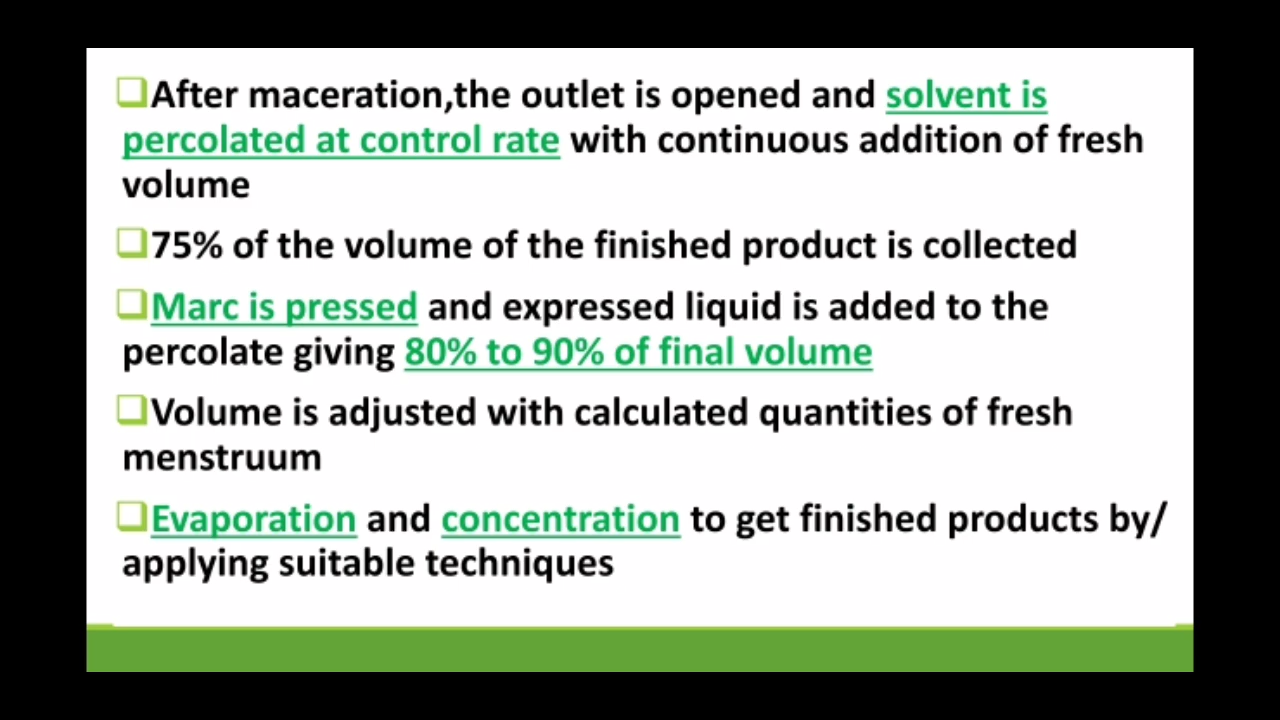 ❑After maceration,the outlet is opened and solvent is
percolated at control rate with continuous addition of fresh
volume
❑75% of the volume of the finished product is collected
❑Marc is pressed and expressed liquid is added to the
percolate giving 80% to 90% of final volume
❑Volume is adjusted with calculated quantities of fresh
menstruum
❑Evaporation and concentration to get finished products by/
applying suitable techniques